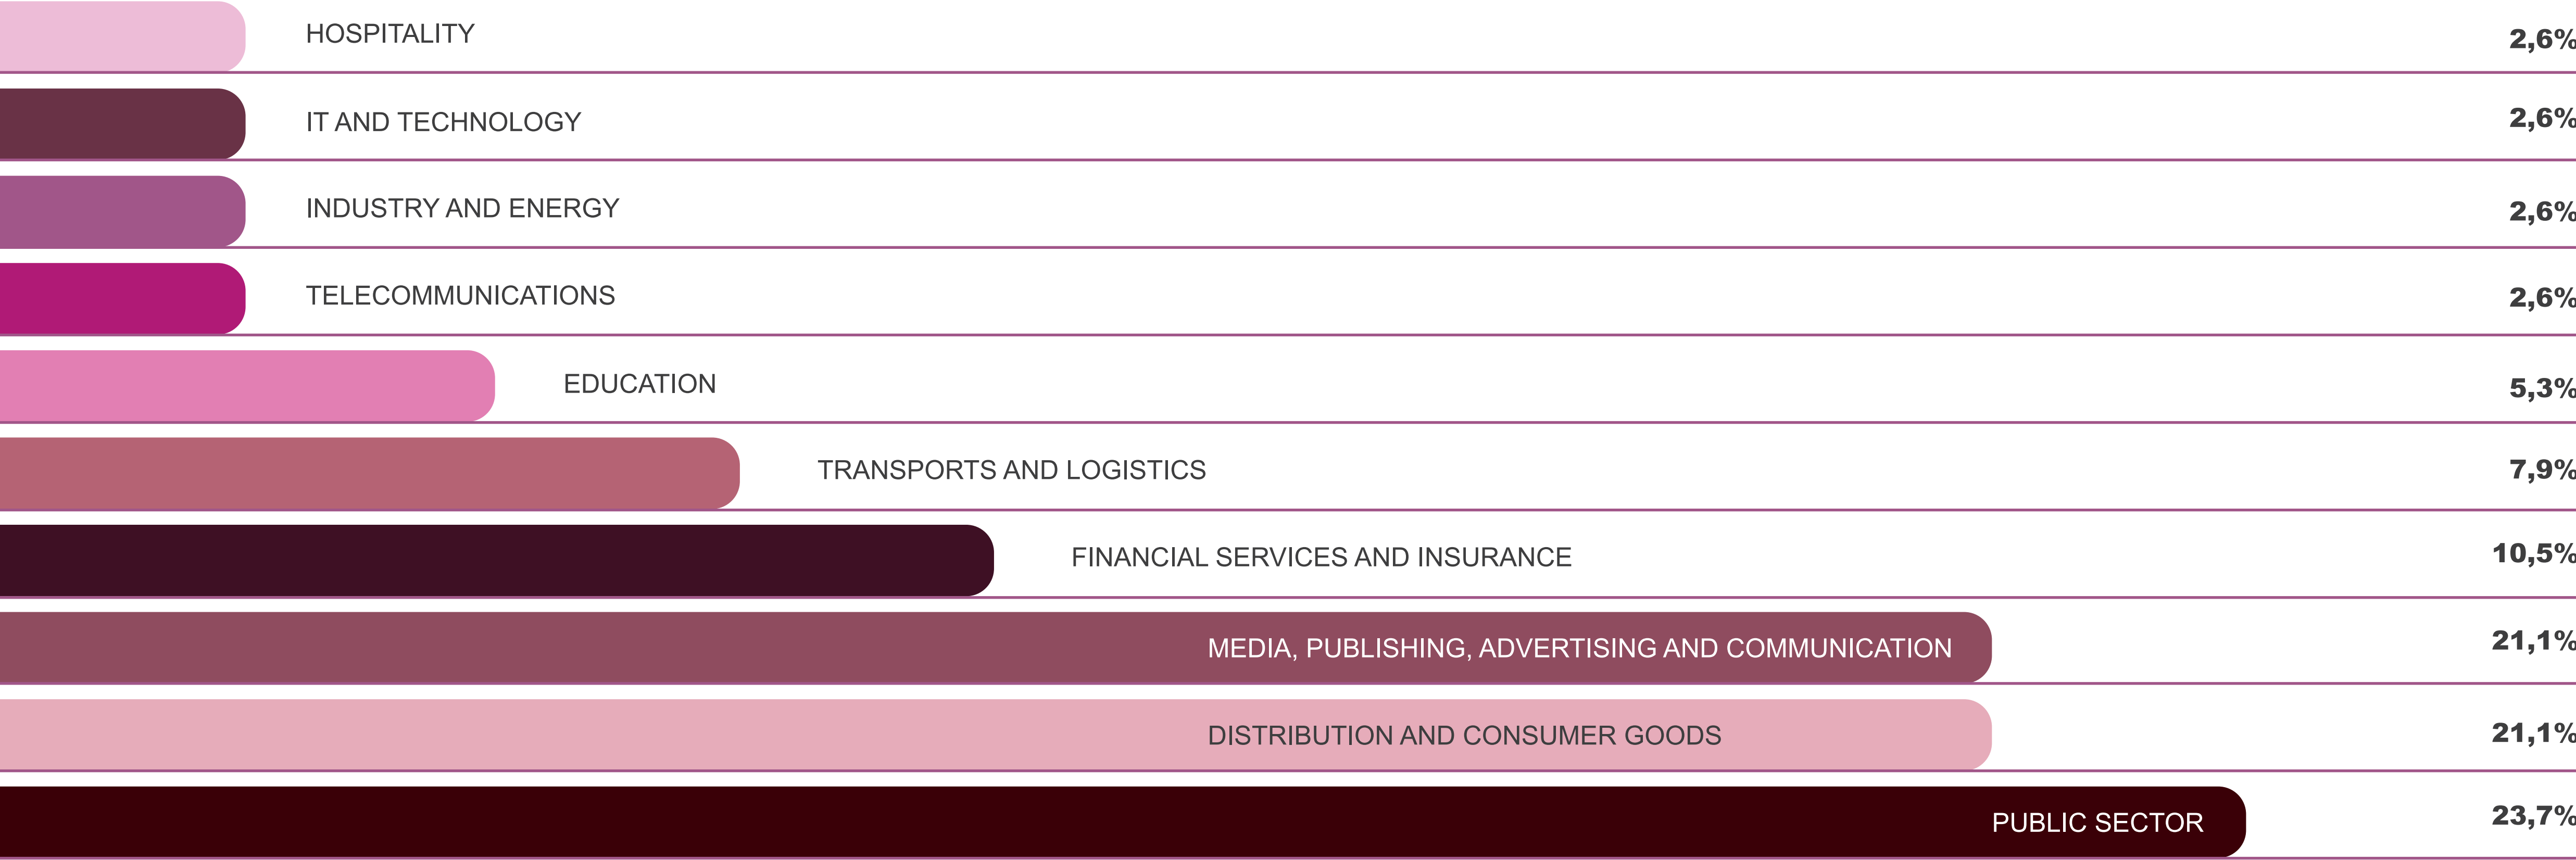 HOSPITALITY 2,6%
IT AND TECHNOLOGY 2,6%
INDUSTRY AND ENERGY 2,6%
TELECOMMUNICATIONS 2,6%
EDUCATION 5,3%
TRANSPORTS AND LOGISTICS 7,9%
FINANCIAL SERVICES AND INSURANCE 10,5%
MEDIA, PUBLISHING, ADVERTISING AND COMMUNICATION 21,1%
DISTRIBUTION AND CONSUMER GOODS 21,1%
PUBLIC SECTOR 23,7%